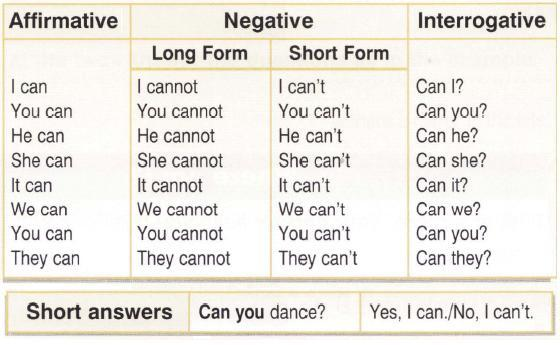 Affirmative Negative Interrogative
Long Form Short Form
I can I cannot I can't Can I?
You can You cannot You can't Can you?
He can He cannot He can't Can he?
She can She cannot She can't Can she?
It can It cannot It can't Can it?
We can We cannot We can't Can we?
You can You cannot You can't Can you?
They can They cannot They can't Can they?
Short answers Can you dance? Yes, I can./No, I can't.